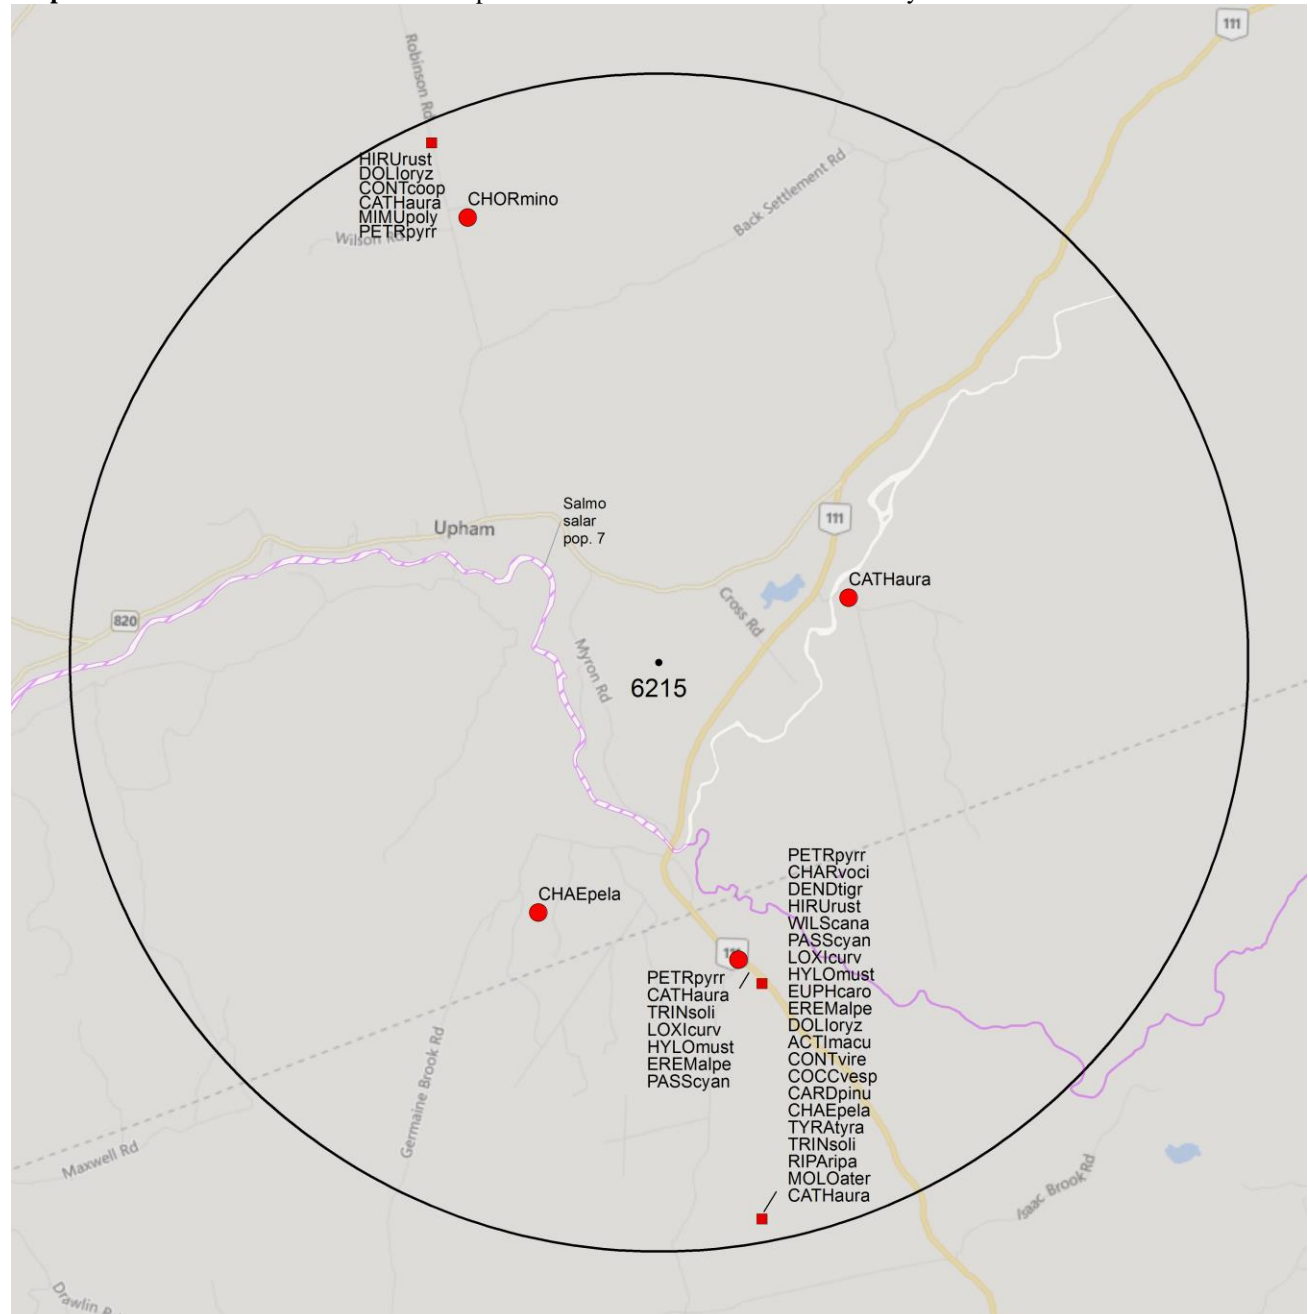 111
Robinson Rd
HIRUrust
DOLIoryz
CONTcoop
CATHaura
MIMUpoly
PETRpyrr
CHORmino
Wilson Rd
Back Settlement Rd
Salmo
salar
pop. 7
Upham
111
CATHaura
820
Cross Rd
Myron Rd
6215
CHAEpela
PETRpyrr
CHARvoci
DENDtigr
HIRUrust
WILScana
PASScyan
LOXIcurv
HYLOmust
EUPHcaro
EREMalpe
DOLIoryz
ACTImacu
CONTvire
COCCvesp
CARDpinu
CHAEpela
TYRAtyra
TRINsoli
RIPAripa
MOLOater
CATHaura
PETRpyrr
CATHaura
TRINsoli
LOXIcurv
HYLOmust
EREMalpe
PASScyan
Germaine Brook Rd
Maxwell Rd
Isaac Brook Rd
Drawlin